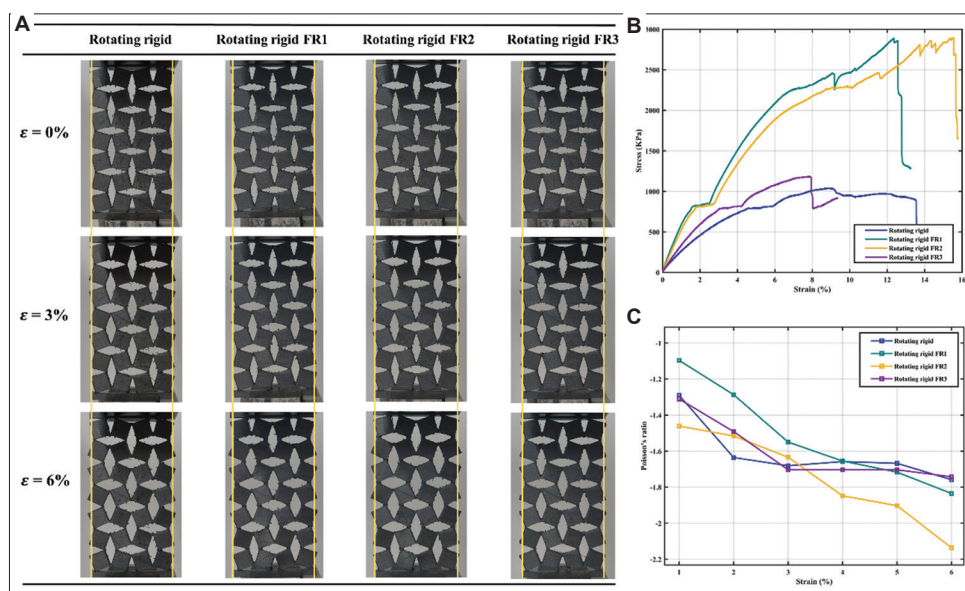 A
Rotating rigid Rotating rigid FR1 Rotating rigid FR2 Rotating rigid FR3
ε = 0%
ε = 3%
ε = 6%
B
3000
2500
2000
1500
1000
500
0
Stress (KPa)
0 2 4 6 8 10 12 14 16
Strain (%)
Rotating rigid
Rotating rigid FR1
Rotating rigid FR2
Rotating rigid FR3
C
-1
-1.2
-1.4
-1.6
-1.8
-2
-2.2
Poisson's ratio
1 2 3 4 5 6
Strain (%)
Rotating rigid
Rotating rigid FR1
Rotating rigid FR2
Rotating rigid FR3